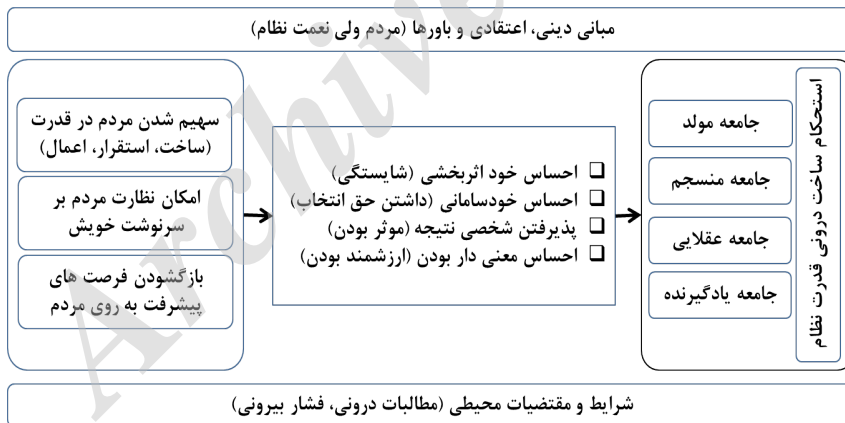 مبانی دینی، اعتقادی و باورها (مردم ولی نعمت نظام)
سهیم شدن مردم در قدرت
(ساخت، استقرار، اعمال)
امکان نظارت مردم بر
سرنوشت خویش
بازگشودن فرصت های
پیشرفت به روی مردم
❑ احساس خود اثربخشی (شایستگی)
❑ احساس خودسامانی (داشتن حق انتخاب)
❑ پذیرفتن شخصی نتیجه (موثر بودن)
❑ احساس معنی دار بودن (ارزشمند بودن)
جامعه مولد
جامعه منسجم
جامعه عقلایی
جامعه یادگیرنده
استحکام ساخت درونی قدرت نظام
شرایط و مقتضیات محیطی (مطالبات درونی، فشار بیرونی)
Archive